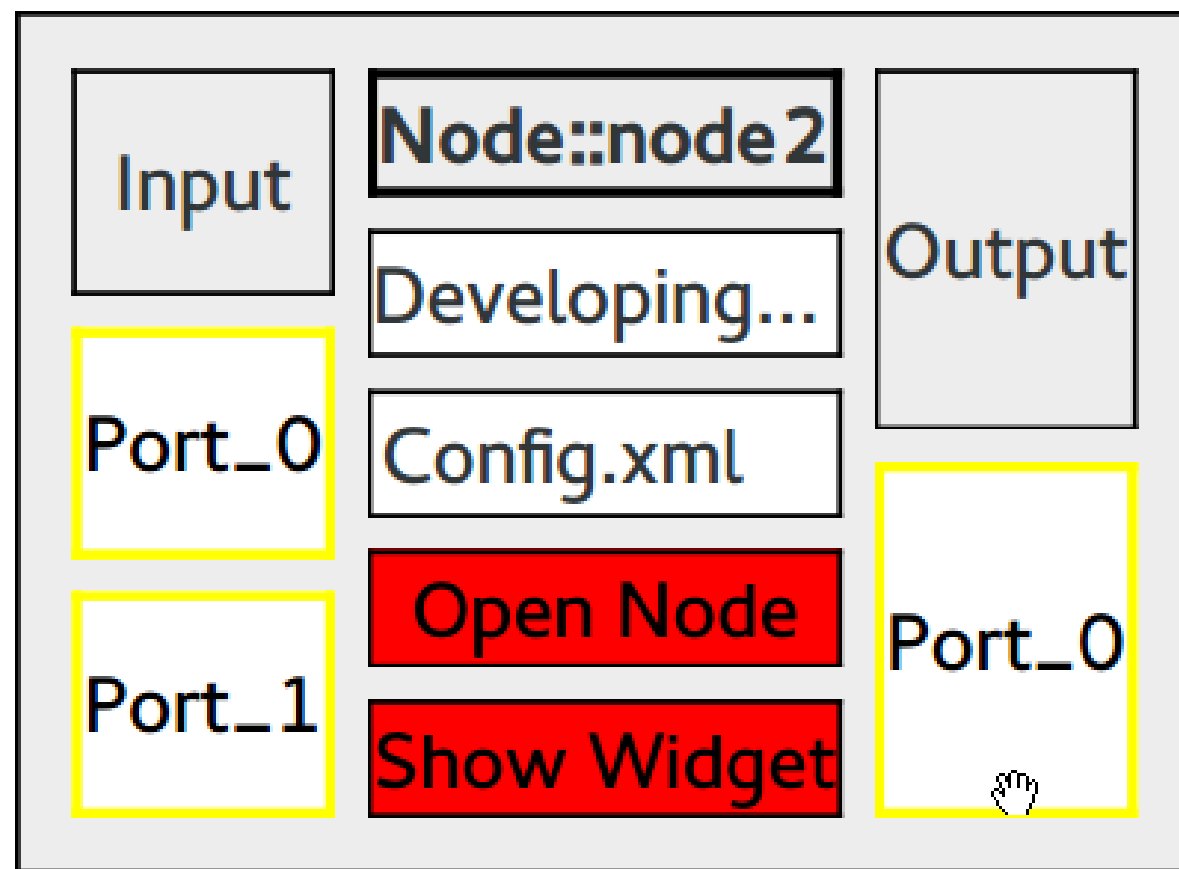 Input
Port_0
Port_1
Node::node2
Developing...
Config.xml
Open Node
Show Widget
Output
Port_0